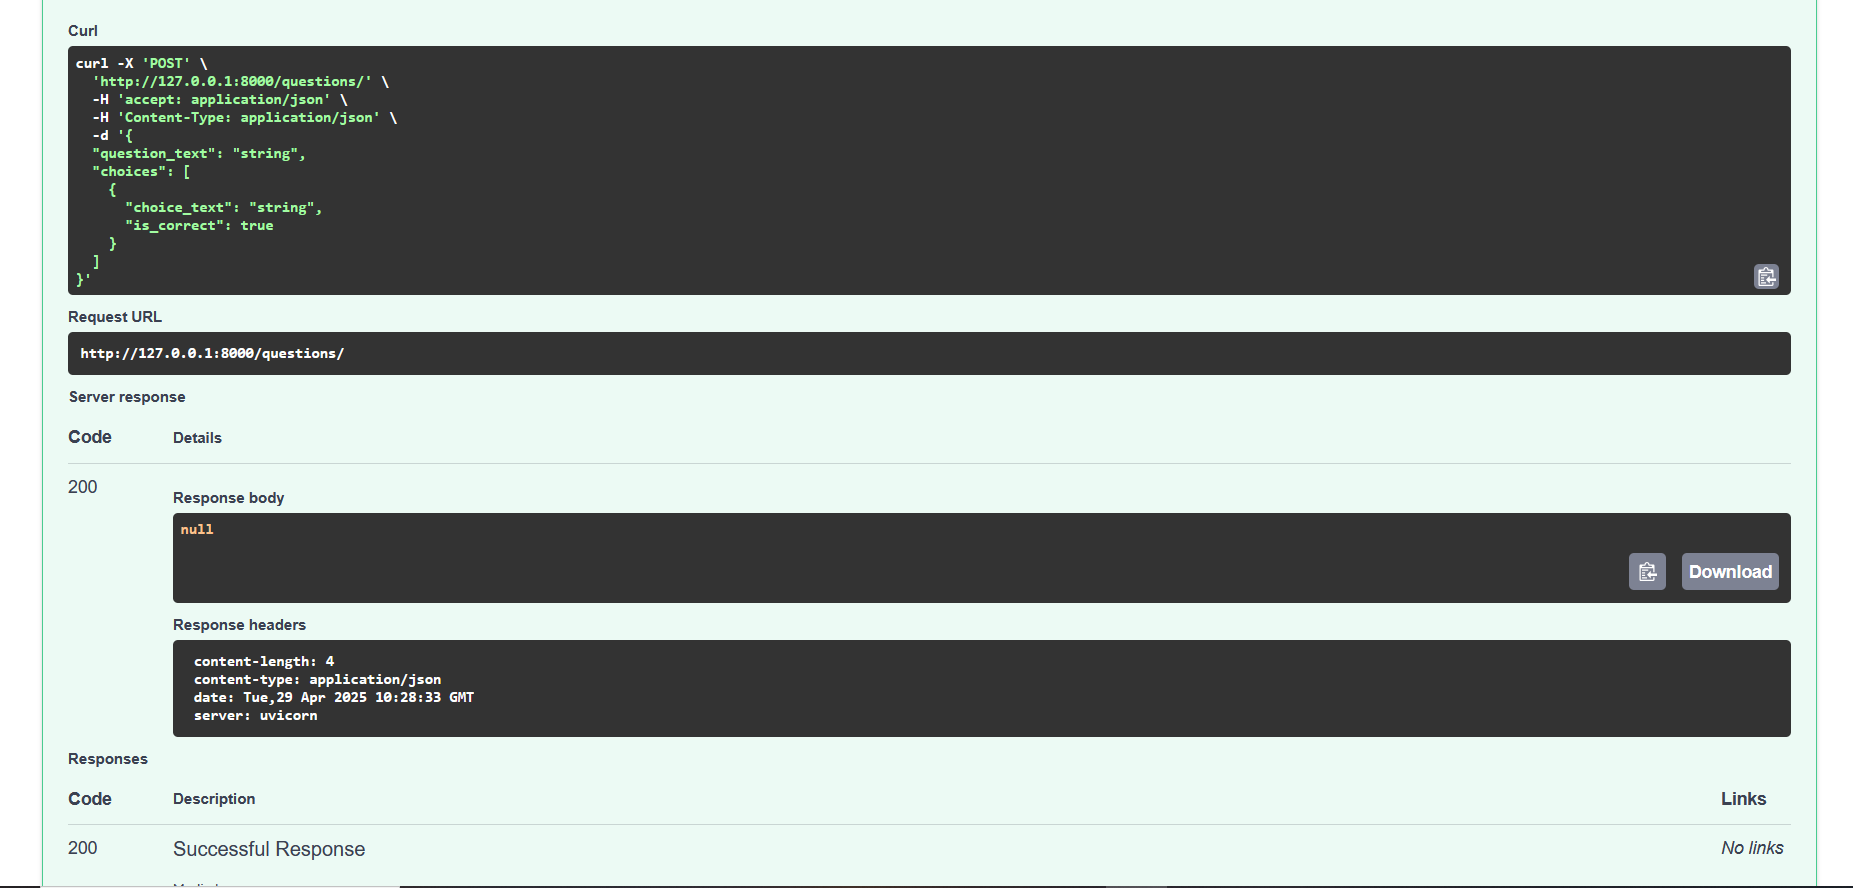 Curl
curl -X 'POST' \
'http://127.0.0.1:8000/questions/' \
-H 'accept: application/json' \
-H 'Content-Type: application/json' \
-d '{
"question_text": "string",
"choices": [
{
"choice_text": "string",
"is_correct": true
}
]
}'
Request URL
http://127.0.0.1:8000/questions/
Server response
Code Details
200
Response body
null
Download
Response headers
content-length: 4
content-type: application/json
date: Tue,29 Apr 2025 10:28:33 GMT
server: uvicorn
Responses
Code Description Links
200 Successful Response No links